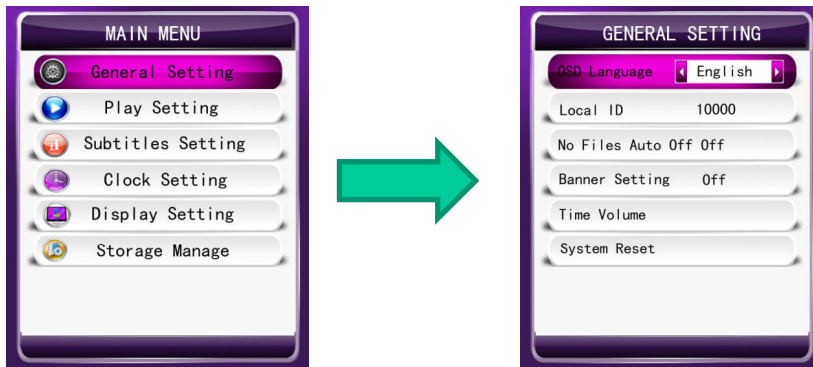 MAIN MENU
General Setting
Play Setting
Subtitles Setting
Clock Setting
Display Setting
Storage Manage
GENERAL SETTING
OSD Language English
Local ID 10000
No Files Auto Off Off
Banner Setting Off
Time Volume
System Reset